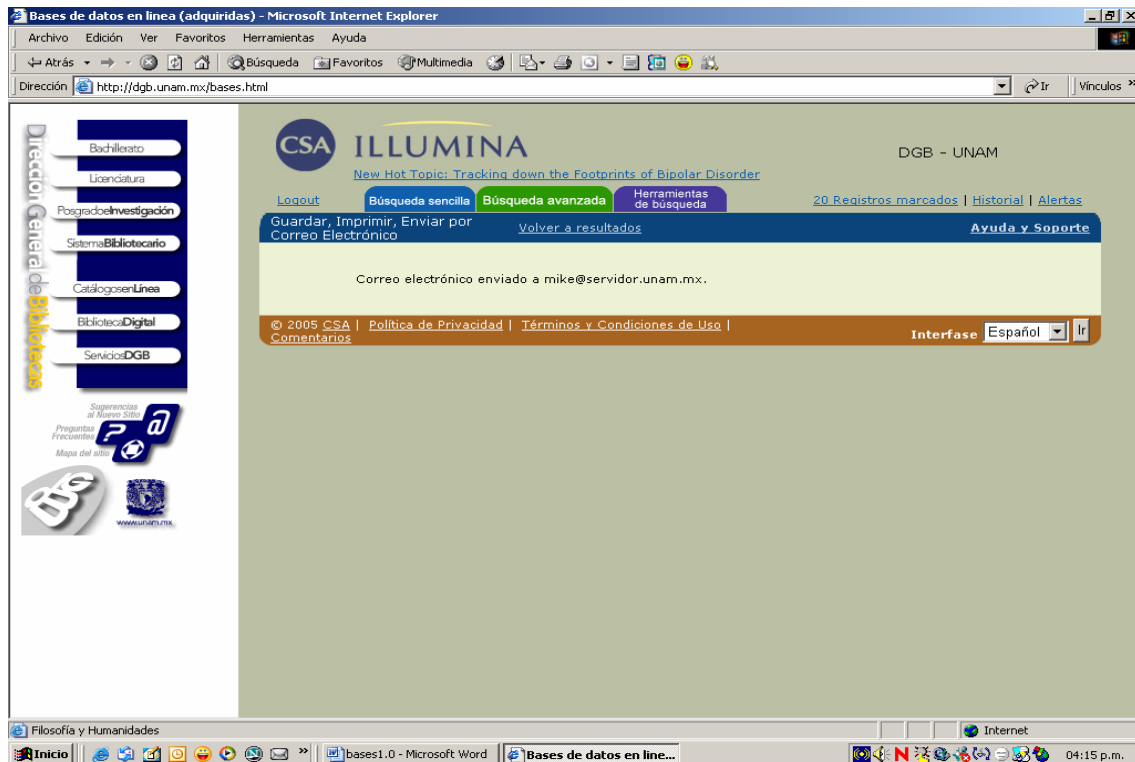 Bases de datos en linea (adquiridas) - Microsoft Internet Explorer
Archivo Edición Ver Favoritos Herramientas Ayuda
Atrás Búsqueda Favoritos Multimedia
Dirección http://dgb.unam.mx/bases.html Ir Vínculos »
Dirección General de Bibliotecas
Bachillerato
Licenciatura
PosgradoeInvestigación
SistemaBibliotecario
CatálogosenLínea
BibliotecaDigital
ServiciosDGB
Sugerencias
al Nuevo Sitio
Preguntas
Frecuentes
Mapa del sitio
DGB
www.unam.mx
CSA ILLUMINA
DGB - UNAM
New Hot Topic: Tracking down the Footprints of Bipolar Disorder
Logout Búsqueda sencilla Búsqueda avanzada Herramientas
de búsqueda
20 Registros marcados | Historial | Alertas
Guardar, Imprimir, Enviar por
Correo Electrónico
Volver a resultados
Ayuda y Soporte
Correo electrónico enviado a mike@servidor.unam.mx.
© 2005 CSA | Política de Privacidad | Términos y Condiciones de Uso |
Comentarios
Interfase Español Ir
Filosofía y Humanidades Internet
Inicio » bases1.0 - Microsoft Word Bases de datos en line... 04:15 p.m.